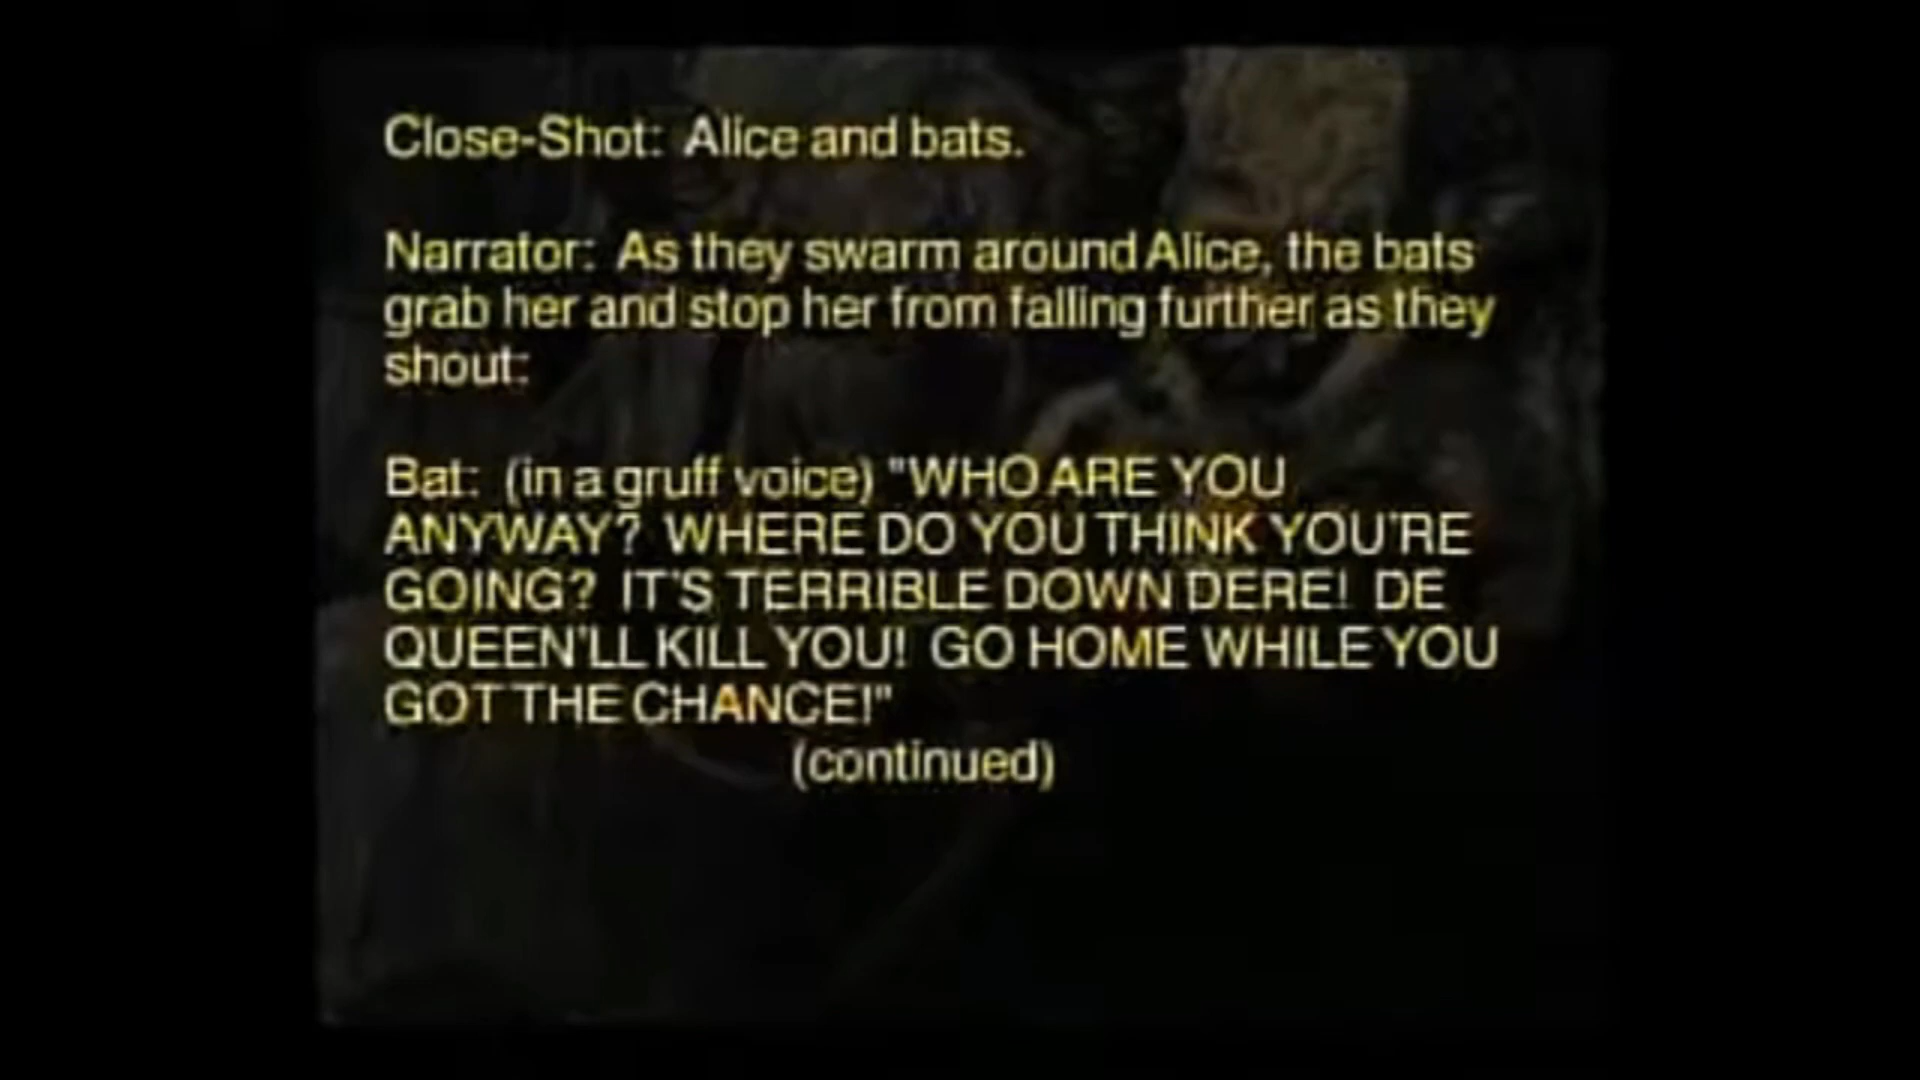 Close-Shot: Alice and bats.
Narrator: As they swarm around Alice, the bats
grab her and stop her from falling further as they
shout:
Bat: (in a gruff voice) "WHO ARE YOU
ANYWAY? WHERE DO YOU THINK YOU'RE
GOING? IT'S TERRIBLE DOWN DERE! DE
QUEEN'LL KILL YOU! GO HOME WHILE YOU
GOT THE CHANCE!"
(continued)